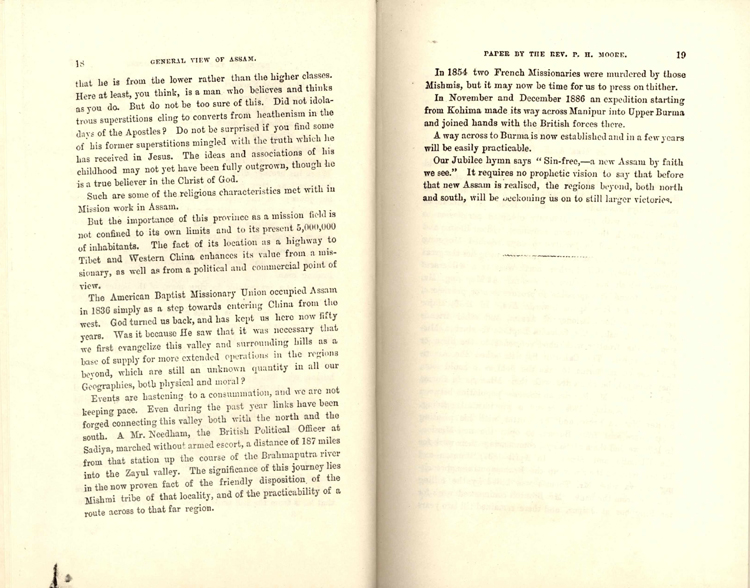 18 GENERAL VIEW OF ASSAM.
that he is from the lower rather than the higher classes.
Here at least, you think, is a man who believes and thinks
as you do. But do not be too sure of this. Did not idola-
trous superstitions cling to converts from heathenism in the
days of the Apostles? Do not be surprised if you find some
of his former superstitions mingled with the truth which he
has received in Jesus. The ideas and associations of his
childhood may not yet have been fully outgrown, though he
is a true believer in the Christ of God.
Such are some of the religious characteristics met with in
Mission work in Assam.
But the importance of this province as a mission field is
not confined to its own limits and to its present 5,000,000
of inhabitants. The fact of its location as a highway to
Tibet and Western China enhances its value from a mis-
sionary, as well as from a political and commercial point of
view.
The American Baptist Missionary Union occupied Assam
in 1836 simply as a step towards entering China from the
west. God turned us back, and has kept us here now fifty
years. Was it because He saw that it was necessary that
we first evangelize this valley and surrounding hills as a
base of supply for more extended operations in the regions
beyond, which are still an unknown quantity in all our
Geographies, both physical and moral?
Events are hastening to a consummation, and we are not
keeping pace. Even during the past year links have been
forged connecting this valley both with the north and the
south. A Mr. Needham, the British Political Officer at
Sadiya, marched without armed escort, a distance of 187 miles
from that station up the course of the Brahmaputra river
into the Zayul valley. The significance of this journey lies
in the now proven fact of the friendly disposition of the
Mishmi tribe of that locality, and of the practicability of a
route across to that far region.
PAPER BY THE REV. P. H. MOORE. 19
In 1854 two French Missionaries were murdered by those
Mishmis, but it may now be time for us to press on thither.
In November and December 1886 an expedition starting
from Kohima made its way across Manipur into Upper Burma
and joined hands with the British forces there.
A way across to Burma is now established and in a few years
will be easily practicable.
Our Jubilee hymn says "Sin-free,—a new Assam by faith
we see." It requires no prophetic vision to say that before
that new Assam is realised, the regions beyond, both north
and south, will be beckoning us on to still larger victories.